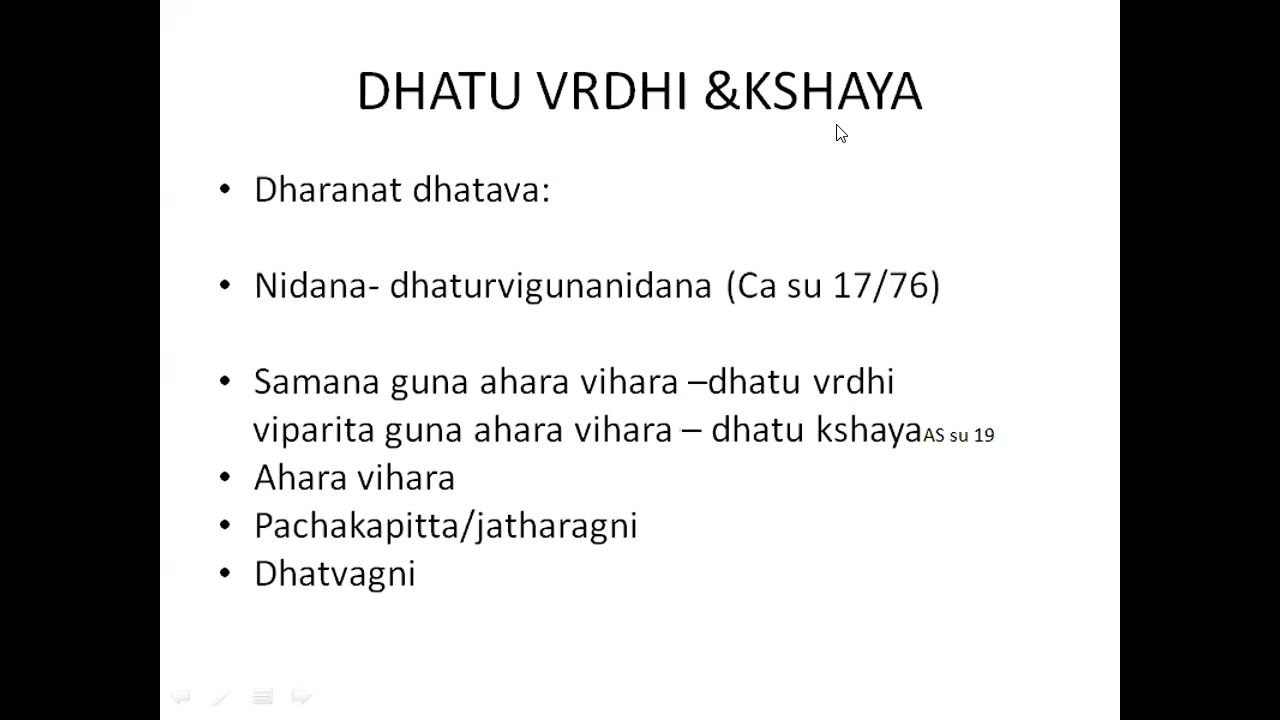 DHATU VRDHI &KSHAYA
• Dharanat dhatava:
• Nidana- dhaturvigunanidana (Ca su 17/76)
• Samana guna ahara vihara –dhatu vrdhi
viparita guna ahara vihara – dhatu kshayaAS su 19
• Ahara vihara
• Pachakapitta/jatharagni
• Dhatvagni